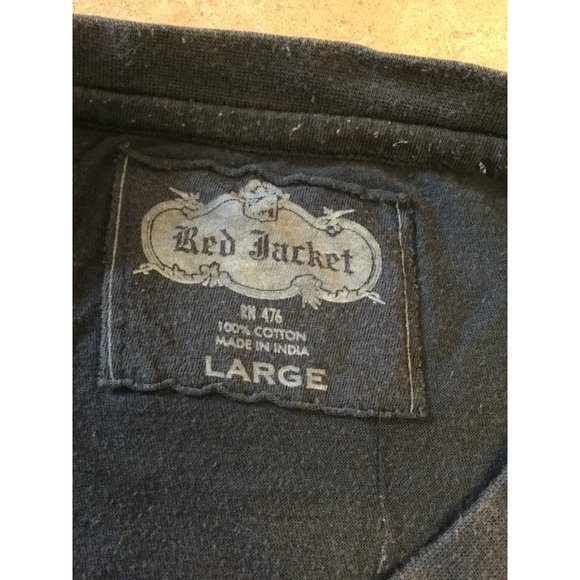 Red Jacket
RN 476
100% COTTON
MADE IN INDIA
LARGE